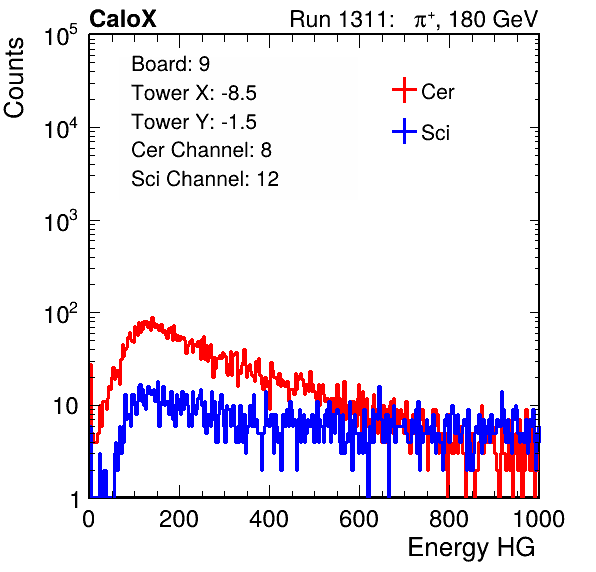 CaloX Run 1311: π⁺, 180 GeV
Board: 9
Tower X: -8.5
Tower Y: -1.5
Cer Channel: 8
Sci Channel: 12
Cer
Sci
Counts
10⁵
10⁴
10³
10²
10
1
0 200 400 600 800 1000
Energy HG